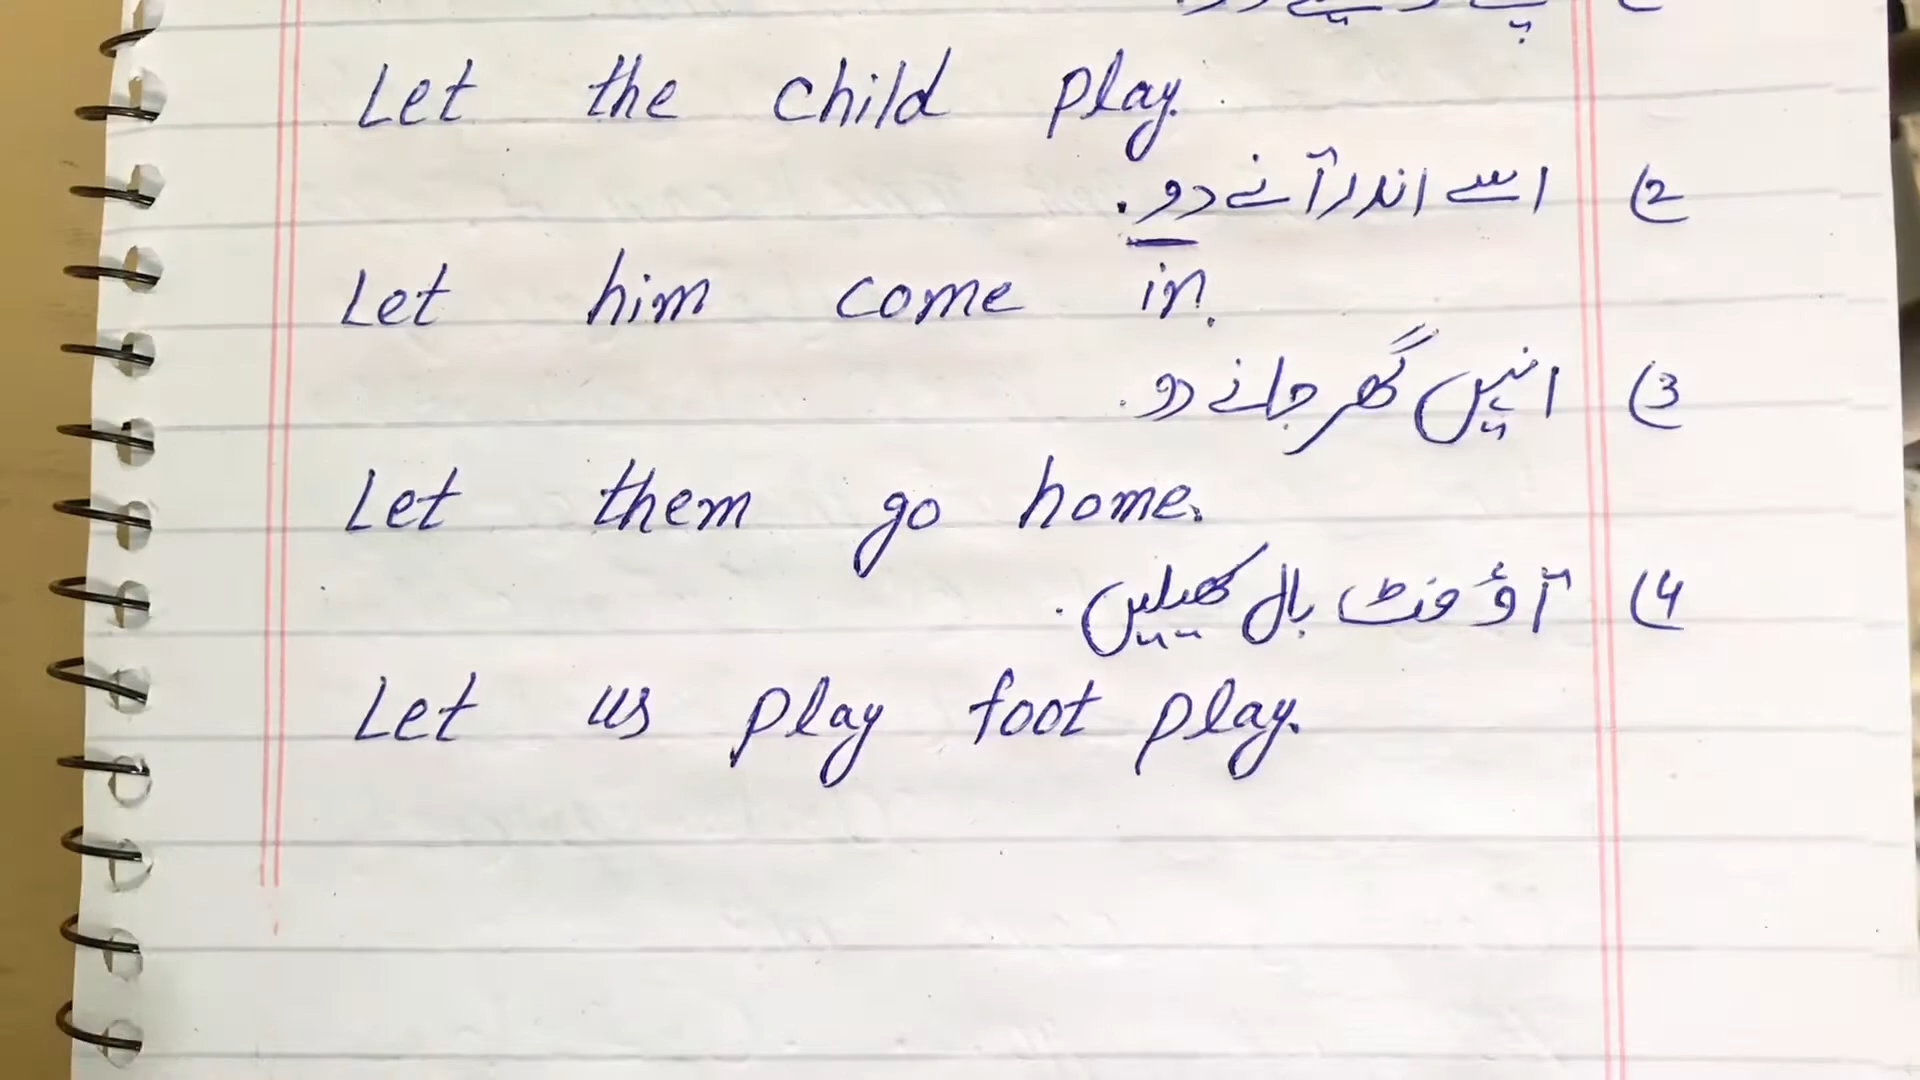 Let the child play.
2) اسے اندر آنے دو.
Let him come in.
3) انہیں گھر جانے دو.
Let them go home.
4) آؤ فٹ بال کھیلیں.
Let us play foot play.